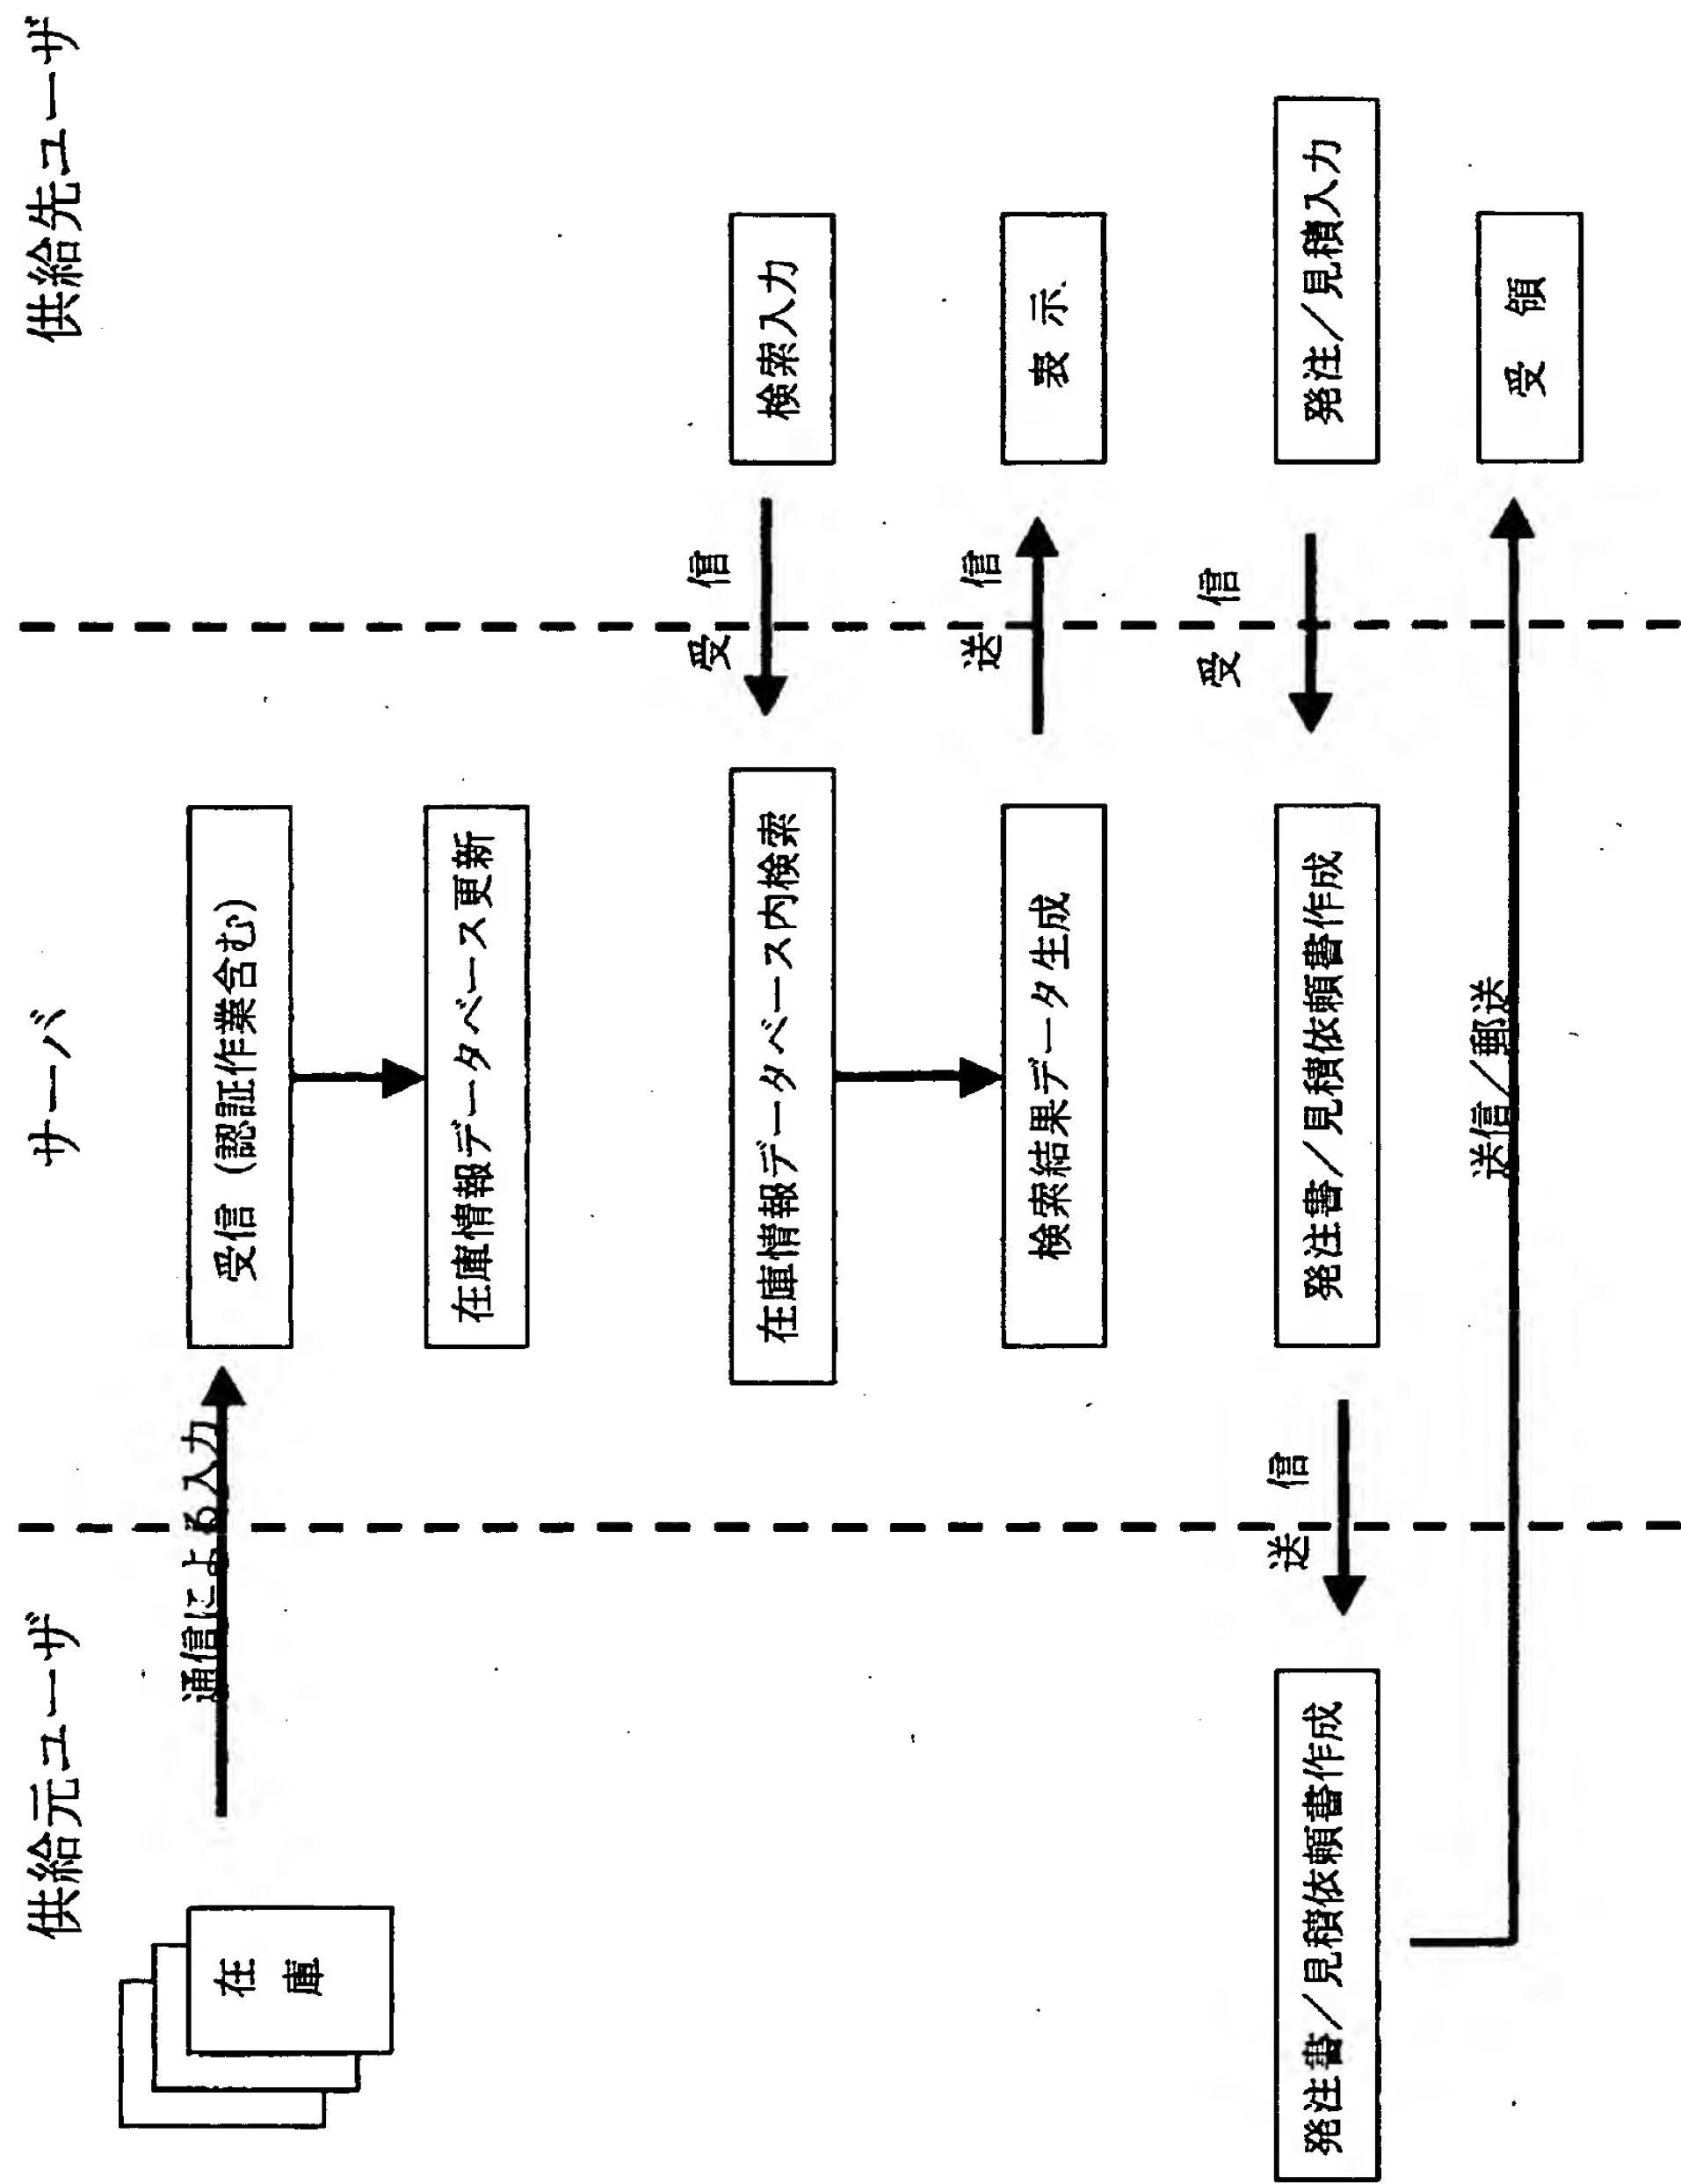 供給元ユーザ
サーバ
供給先ユーザ
在
庫
通信による入力
受信(認証作業含む)
在庫情報データベース更新
在庫情報データベース内検索
受信
検索入力
検索結果データ生成
送信
表示
発注書/見積依頼書作成
送信
発注書/見積依頼書作成
受信
発注/見積入力
送信/郵送
受領